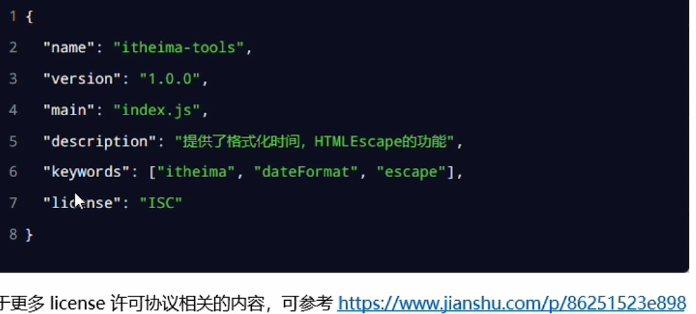 1 {
2 "name": "itheima-tools",
3 "version": "1.0.0",
4 "main": "index.js",
5 "description": "提供了格式化时间，HTMLEscape的功能",
6 "keywords": ["itheima", "dateFormat", "escape"],
7 "license": "ISC"
8 }
于更多 license 许可协议相关的内容，可参考 https://www.jianshu.com/p/86251523e898